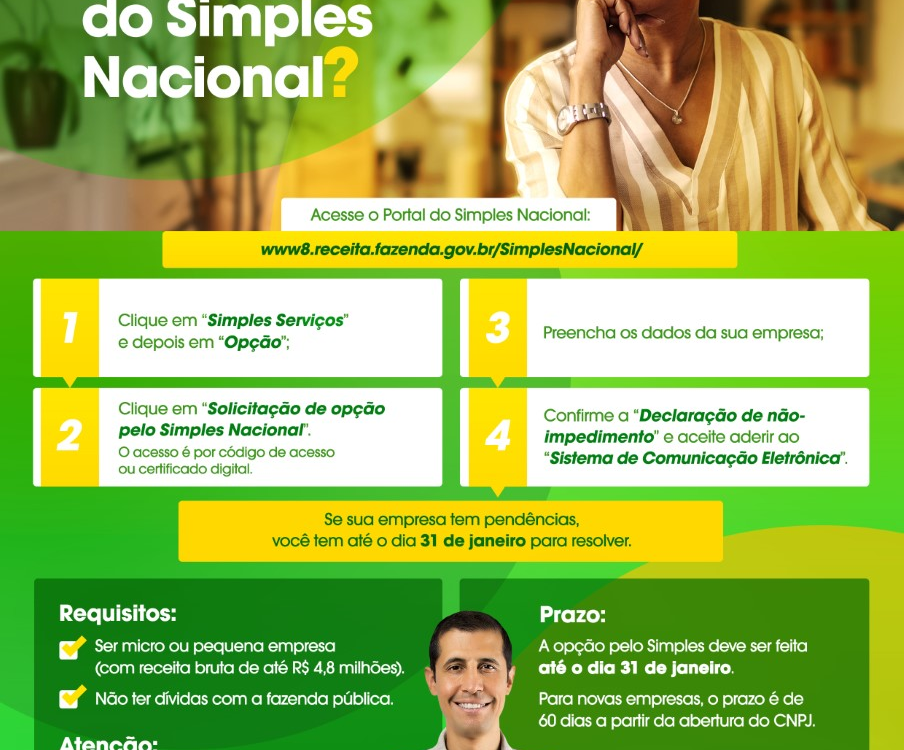 do Simples
Nacional?
Acesse o Portal do Simples Nacional:
www8.receita.fazenda.gov.br/SimplesNacional/
1
Clique em “Simples Serviços”
e depois em “Opção”;
2
Clique em “Solicitação de opção
pelo Simples Nacional”.
O acesso é por código de acesso
ou certificado digital.
3
Preencha os dados da sua empresa;
4
Confirme a “Declaração de não-
impedimento” e aceite aderir ao
“Sistema de Comunicação Eletrônica”.
Se sua empresa tem pendências,
você tem até o dia 31 de janeiro para resolver.
Requisitos:
Ser micro ou pequena empresa
(com receita bruta de até R$ 4,8 milhões).
Não ter dívidas com a fazenda pública.
Atenção:
Prazo:
A opção pelo Simples deve ser feita
até o dia 31 de janeiro.
Para novas empresas, o prazo é de
60 dias a partir da abertura do CNPJ.